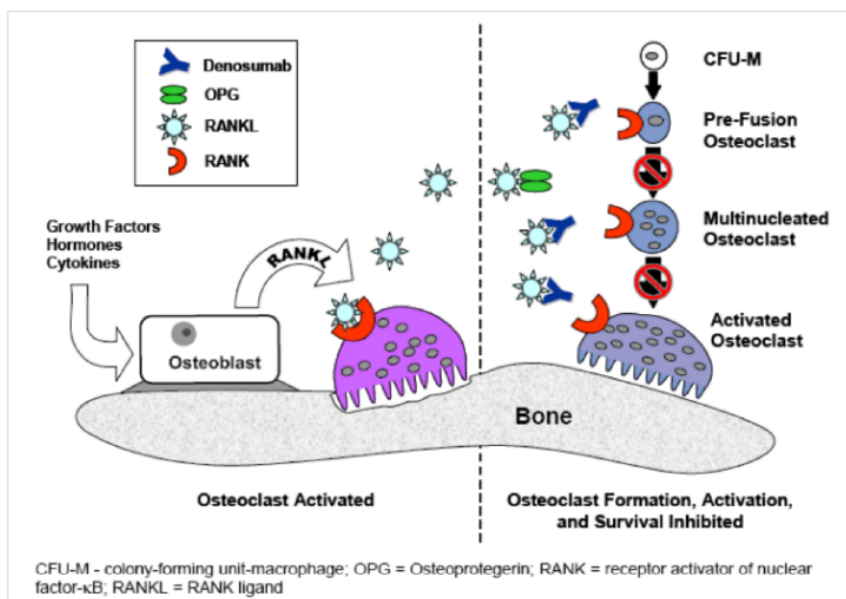 Denosumab
OPG
RANKL
RANK
CFU-M
Pre-Fusion
Osteoclast
Multinucleated
Osteoclast
Activated
Osteoclast
Growth Factors
Hormones
Cytokines
RANKL
Osteoblast
Bone
Osteoclast Activated
Osteoclast Formation, Activation,
and Survival Inhibited
CFU-M - colony-forming unit-macrophage; OPG = Osteoprotegerin; RANK = receptor activator of nuclear
factor-κB; RANKL = RANK ligand